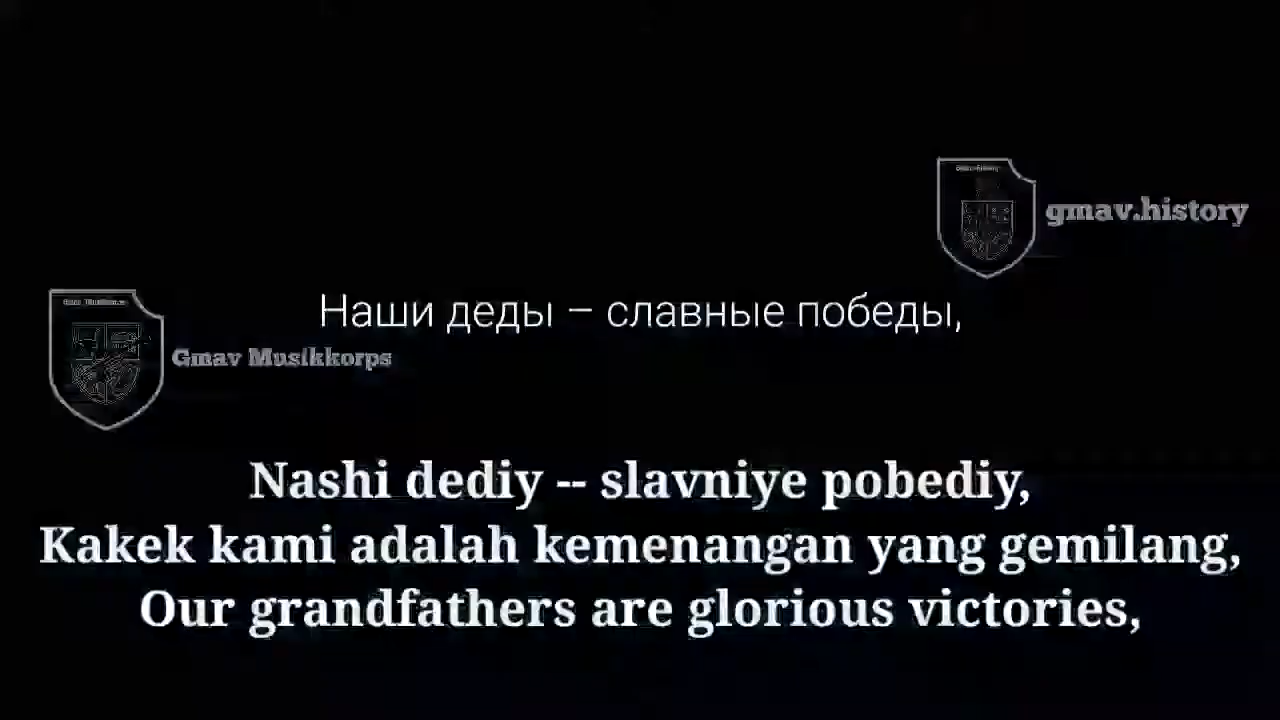 gmav.history
Наши деды – славные победы,
Gmav Musikkorps
Nashi dediy -- slavniye pobediy,
Kakek kami adalah kemenangan yang gemilang,
Our grandfathers are glorious victories,